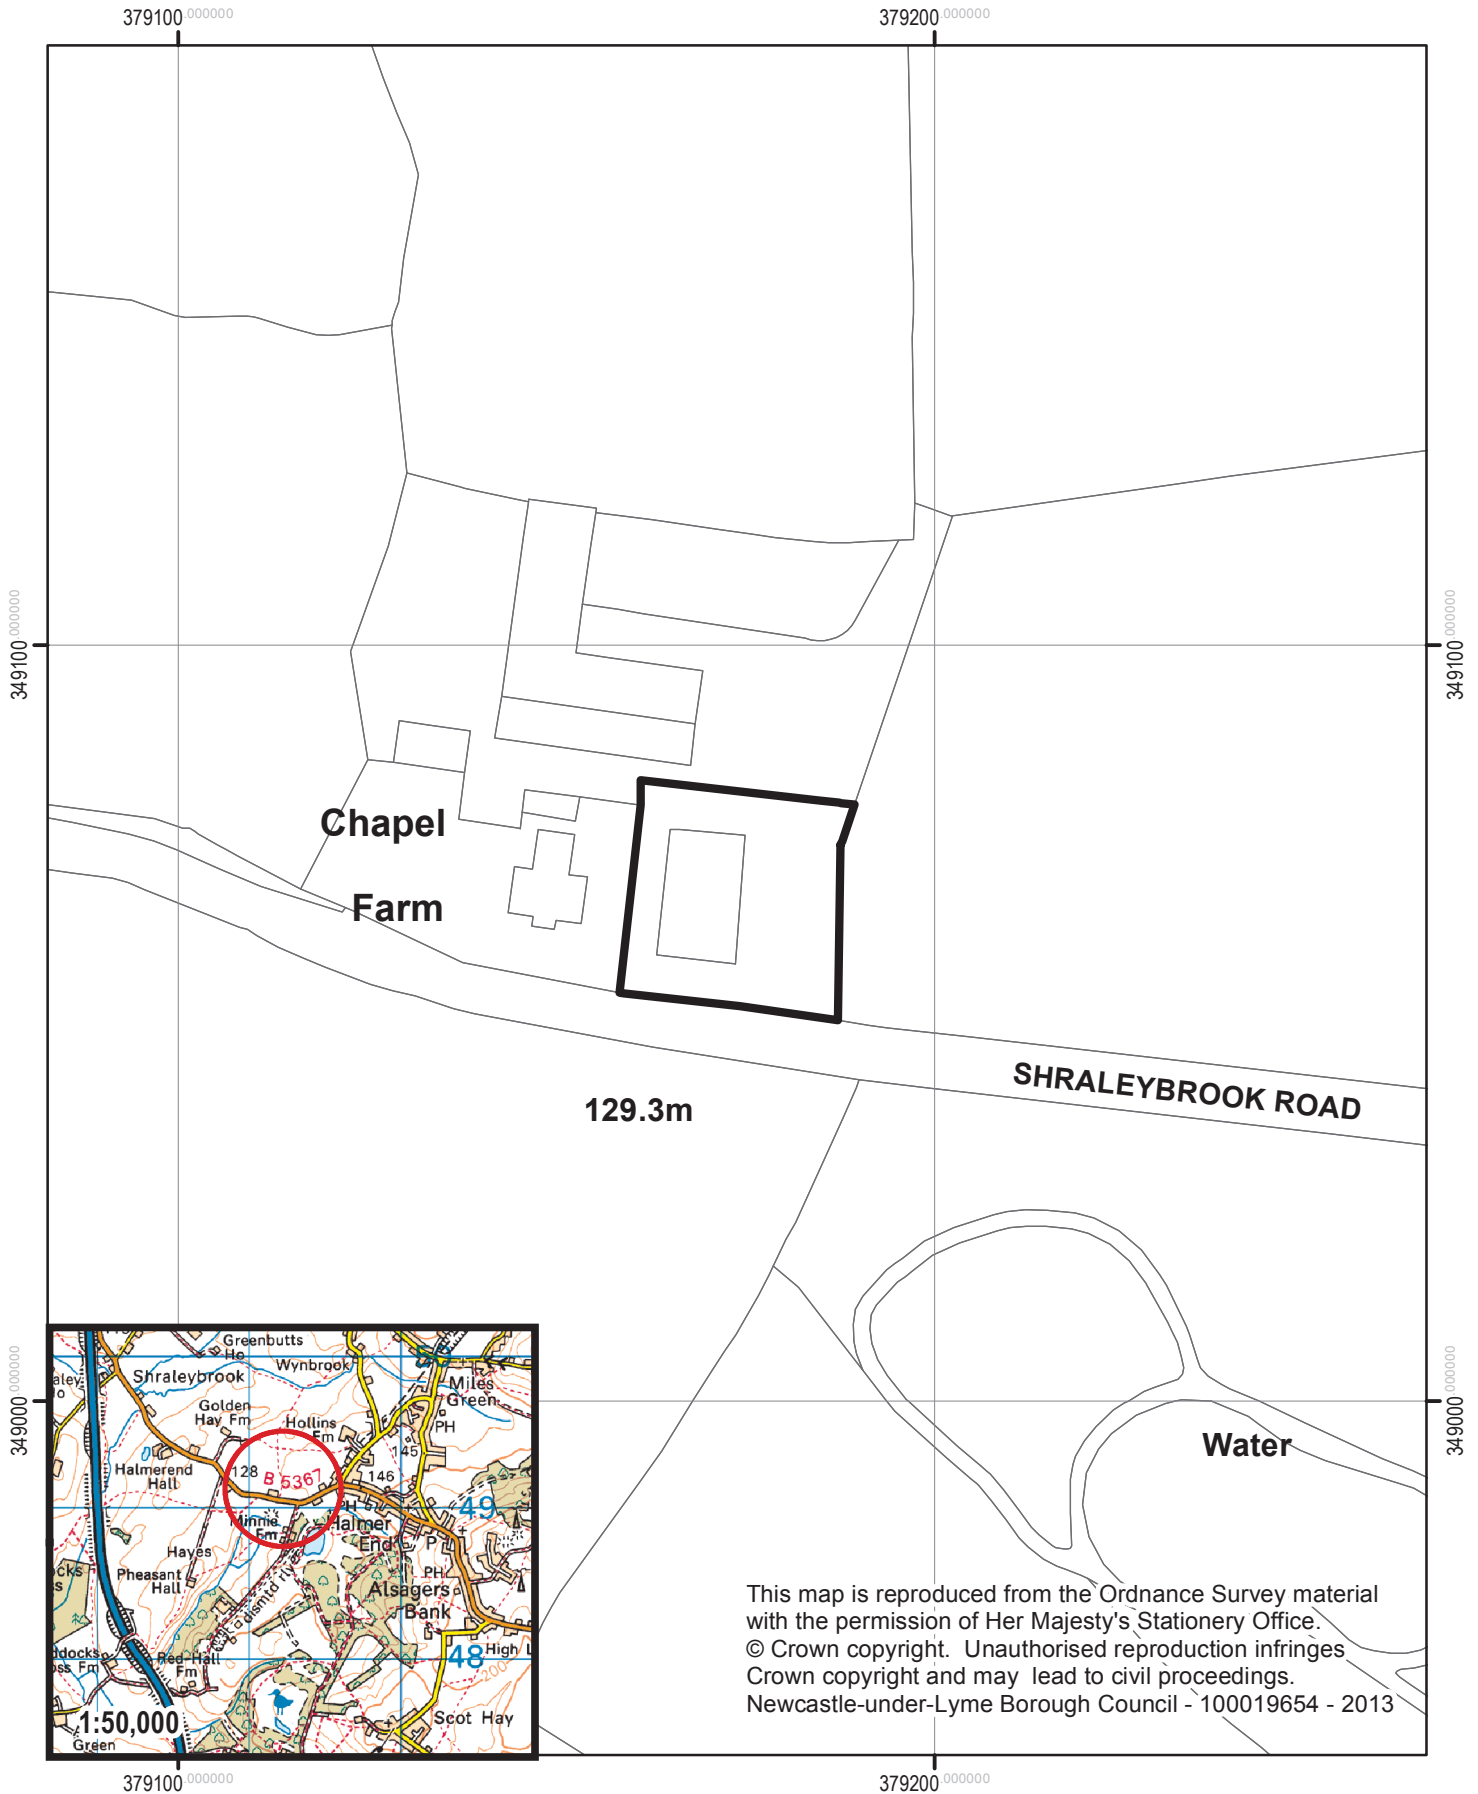 379100.000000
379200.000000
349100.000000
349100.000000
Chapel
Farm
SHRALEYBROOK ROAD
129.3m
349000.000000
349000.000000
Water
Greenbutts
Ho
Wynbrook
Shraleybrook
Miles
Green
Golden
Hay Fm
Hollins
Fm
PH
145
Halmerend
Hall
128
B 5367
146
49
PH
Minnie
Fm
Halmer
End
P
Hayes
Pheasant
Hall
PH
dismtd rly
Alsagers
Bank
Red Hall
Fm
48
High L
200
Scot Hay
1:50,000
Green
This map is reproduced from the Ordnance Survey material
with the permission of Her Majesty's Stationery Office.
© Crown copyright. Unauthorised reproduction infringes
Crown copyright and may lead to civil proceedings.
Newcastle-under-Lyme Borough Council - 100019654 - 2013
379100.000000
379200.000000